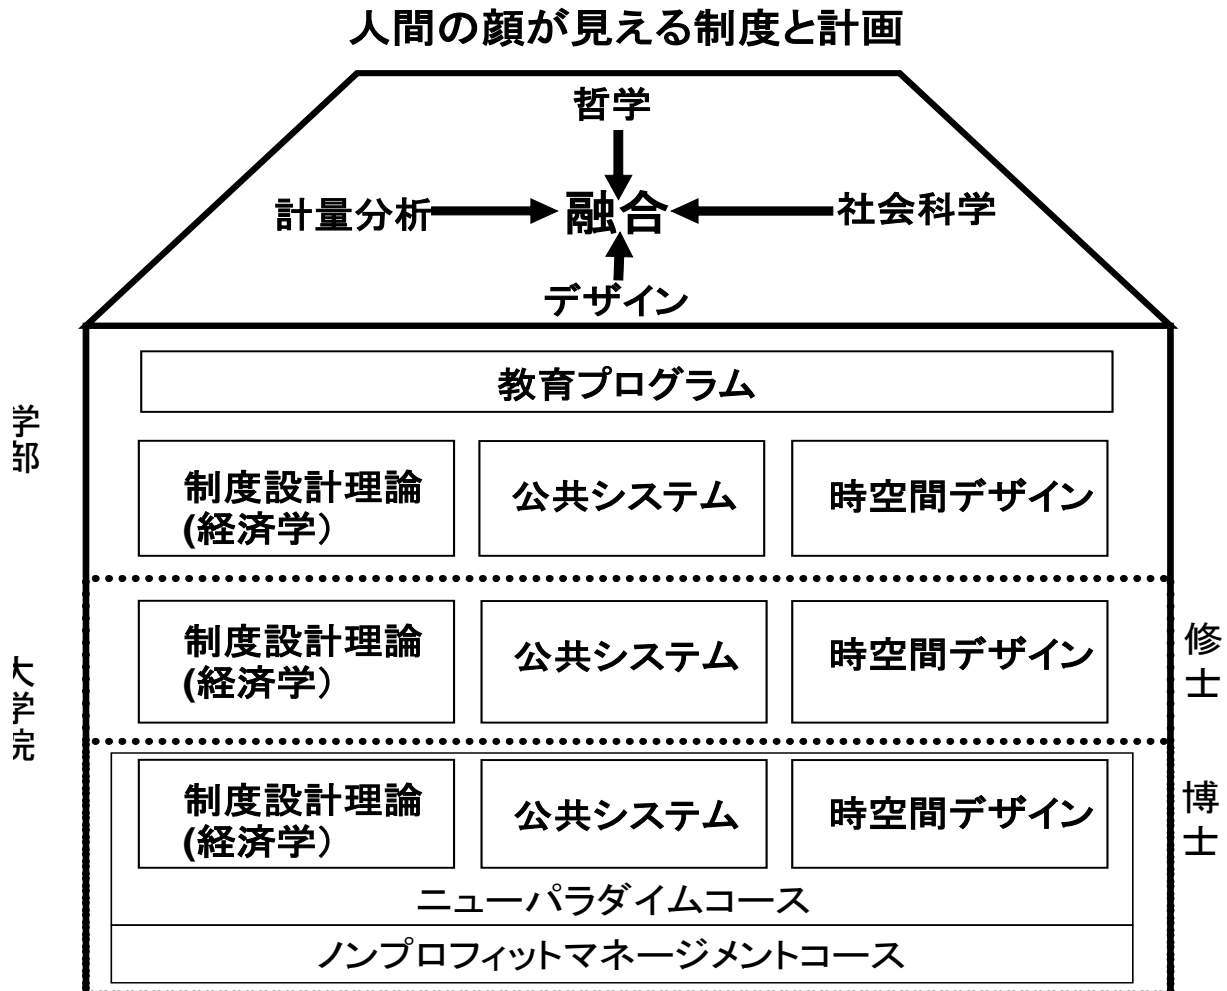 人間の顔が見える制度と計画
哲学
計量分析
融合
社会科学
デザイン
教育プログラム
学部
制度設計理論
(経済学)
公共システム
時空間デザイン
大学院
制度設計理論
(経済学)
公共システム
時空間デザイン
修士
制度設計理論
(経済学)
公共システム
時空間デザイン
博士
ニューパラダイムコース
ノンプロフィットマネージメントコース